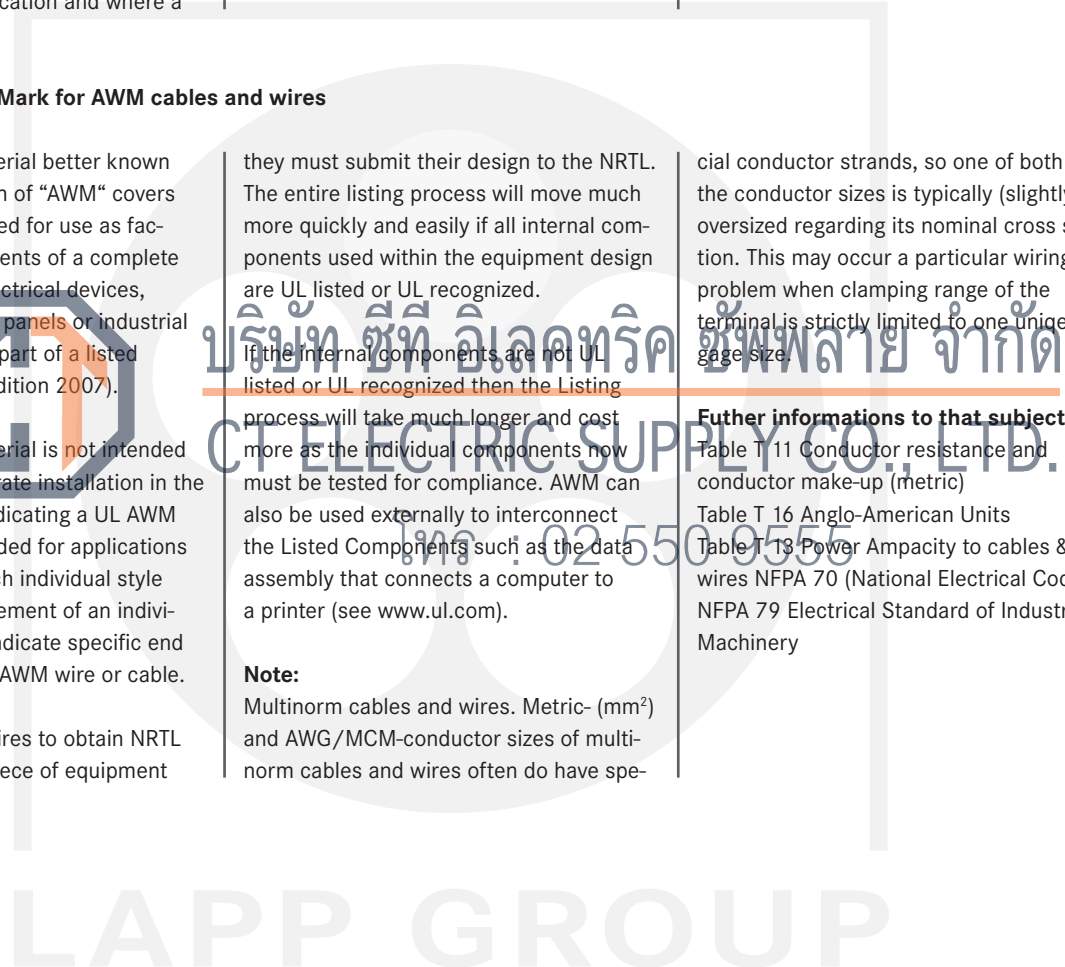 cation and where a
Mark for AWM cables and wires
erial better known
n of “AWM“ covers
ed for use as fac-
ents of a complete
ctrical devices,
panels or industrial
part of a listed
dition 2007).
erial is not intended
rate installation in the
dicating a UL AWM
ded for applications
ch individual style
ement of an indivi-
ndicate specific end
AWM wire or cable.
ires to obtain NRTL
ece of equipment
they must submit their design to the NRTL.
The entire listing process will move much
more quickly and easily if all internal com-
ponents used within the equipment design
are UL listed or UL recognized.
If the internal components are not UL
listed or UL recognized then the Listing
process will take much longer and cost
more as the individual components now
must be tested for compliance. AWM can
also be used externally to interconnect
the Listed Components such as the data
assembly that connects a computer to
a printer (see www.ul.com).
Note:
Multinorm cables and wires. Metric- (mm²)
and AWG/MCM-conductor sizes of multi-
norm cables and wires often do have spe-
cial conductor strands, so one of both
the conductor sizes is typically (slightly
oversized regarding its nominal cross s
tion. This may occur a particular wiring
problem when clamping range of the
terminal is strictly limited fo one uniqe
gage size.
Futher informations to that subject
Table T 11 Conductor resistance and
conductor make-up (metric)
Table T 16 Anglo-American Units
Table T 13 Power Ampacity to cables &
wires NFPA 70 (National Electrical Coc
NFPA 79 Electrical Standard of Industr
Machinery
บริษัท ซีที อิเลคทริค ซัพพลาย จำกัด
CT ELECTRIC SUPPLY CO., LTD.
โทร : 02 550 9555
LAPP GROUP